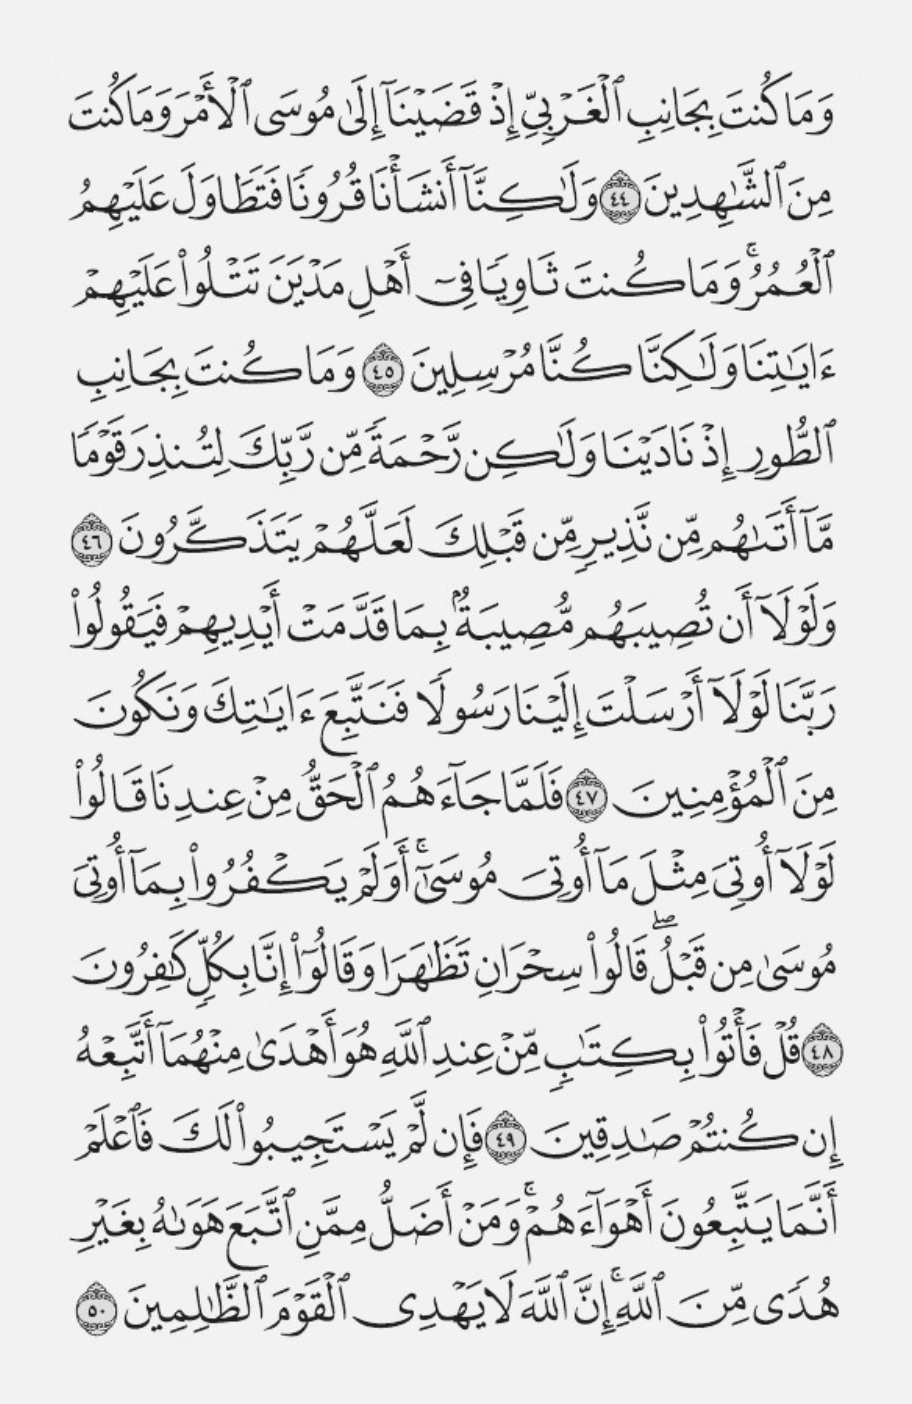 وَمَا كُنتَ بِجَانِبِ ٱلْغَرْبِيِّ إِذْ قَضَيْنَآ إِلَىٰ مُوسَى ٱلْأَمْرَ وَمَا كُنتَ
مِنَ ٱلشَّـٰهِدِينَ ٤٤ وَلَـٰكِنَّآ أَنشَأْنَا قُرُونًا فَتَطَاوَلَ عَلَيْهِمُ
ٱلْعُمُرُ ۚ وَمَا كُنتَ ثَاوِيًا فِىٓ أَهْلِ مَدْيَنَ تَتْلُوا۟ عَلَيْهِمْ
ءَايَـٰتِنَا وَلَـٰكِنَّا كُنَّا مُرْسِلِينَ ٤٥ وَمَا كُنتَ بِجَانِبِ
ٱلطُّورِ إِذْ نَادَيْنَا وَلَـٰكِن رَّحْمَةً مِّن رَّبِّكَ لِتُنذِرَ قَوْمًا
مَّآ أَتَىٰهُم مِّن نَّذِيرٍ مِّن قَبْلِكَ لَعَلَّهُمْ يَتَذَكَّرُونَ ٤٦
وَلَوْلَآ أَن تُصِيبَهُم مُّصِيبَةٌۢ بِمَا قَدَّمَتْ أَيْدِيهِمْ فَيَقُولُوا۟
رَبَّنَا لَوْلَآ أَرْسَلْتَ إِلَيْنَا رَسُولًا فَنَتَّبِعَ ءَايَـٰتِكَ وَنَكُونَ
مِنَ ٱلْمُؤْمِنِينَ ٤٧ فَلَمَّا جَآءَهُمُ ٱلْحَقُّ مِنْ عِندِنَا قَالُوا۟
لَوْلَآ أُوتِىَ مِثْلَ مَآ أُوتِىَ مُوسَىٰٓ ۚ أَوَلَمْ يَكْفُرُوا۟ بِمَآ أُوتِىَ
مُوسَىٰ مِن قَبْلُ ۖ قَالُوا۟ سِحْرَانِ تَظَـٰهَرَا وَقَالُوٓا۟ إِنَّا بِكُلٍّ كَـٰفِرُونَ
٤٨ قُلْ فَأْتُوا۟ بِكِتَـٰبٍ مِّنْ عِندِ ٱللَّهِ هُوَ أَهْدَىٰ مِنْهُمَآ أَتَّبِعْهُ
إِن كُنتُمْ صَـٰدِقِينَ ٤٩ فَإِن لَّمْ يَسْتَجِيبُوا۟ لَكَ فَٱعْلَمْ
أَنَّمَا يَتَّبِعُونَ أَهْوَآءَهُمْ ۚ وَمَنْ أَضَلُّ مِمَّنِ ٱتَّبَعَ هَوَىٰهُ بِغَيْرِ
هُدًى مِّنَ ٱللَّهِ ۚ إِنَّ ٱللَّهَ لَا يَهْدِى ٱلْقَوْمَ ٱلظَّـٰلِمِينَ ٥٠